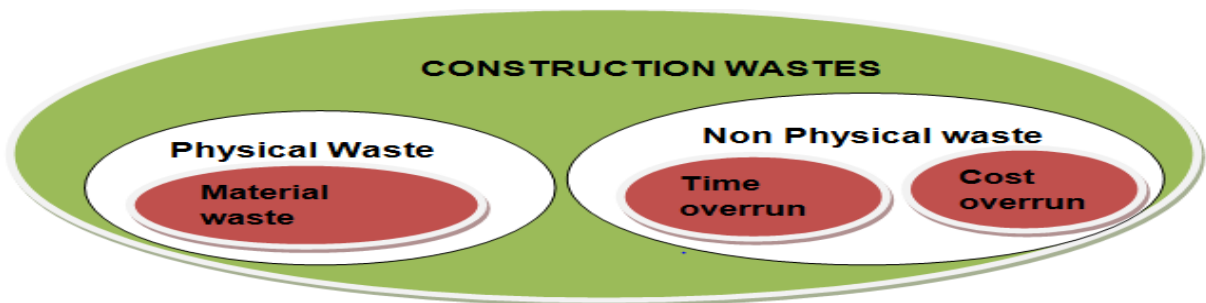 CONSTRUCTION WASTES
Physical Waste
Material
waste
Non Physical waste
Time
overrun
Cost
overrun